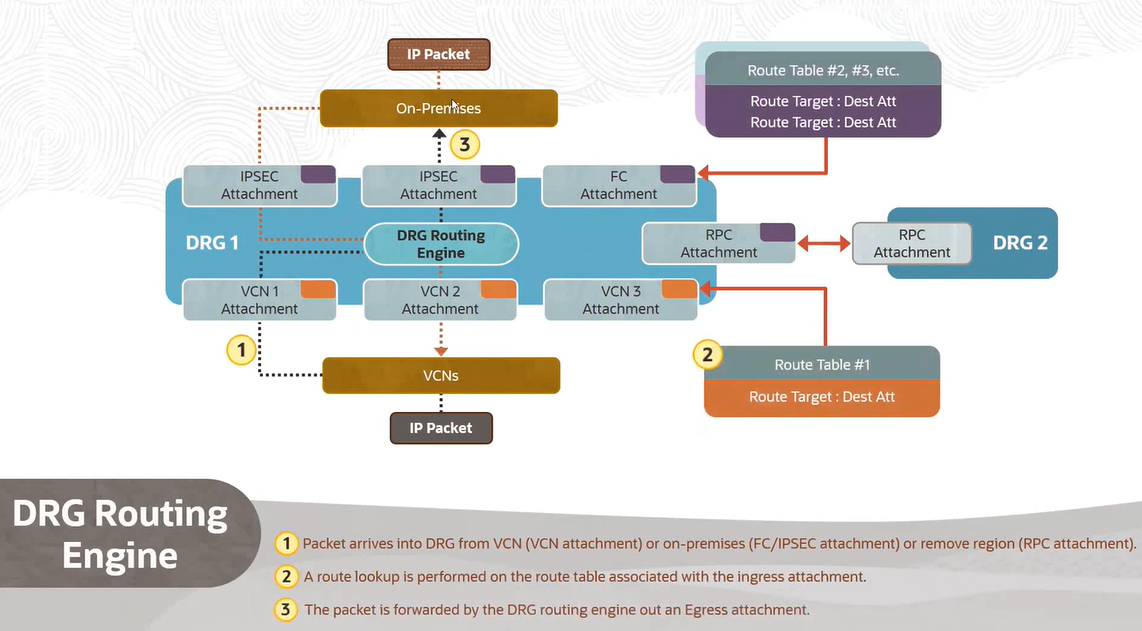 IP Packet
On-Premises
Route Table #2, #3, etc.
Route Target : Dest Att
Route Target : Dest Att
3
IPSEC
Attachment
IPSEC
Attachment
FC
Attachment
DRG 1
DRG Routing
Engine
RPC
Attachment
RPC
Attachment
DRG 2
VCN 1
Attachment
VCN 2
Attachment
VCN 3
Attachment
1
2
VCNs
Route Table #1
Route Target : Dest Att
IP Packet
DRG Routing
Engine
1 Packet arrives into DRG from VCN (VCN attachment) or on-premises (FC/IPSEC attachment) or remove region (RPC attachment).
2 A route lookup is performed on the route table associated with the ingress attachment.
3 The packet is forwarded by the DRG routing engine out an Egress attachment.